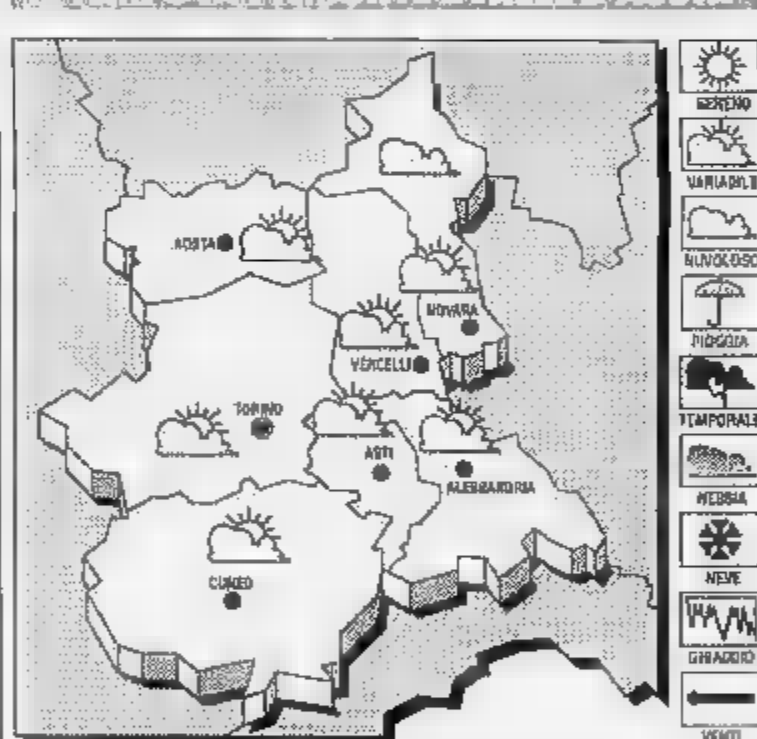 AOSTA
NOVARA
VERCELLI
TORINO
ASTI
ALESSANDRIA
CUNEO
SERENO
VARIABILE
NUVOLOSO
PIOGGIA
TEMPORALE
NEBBIA
NEVE
GHIACCIO
VENTI